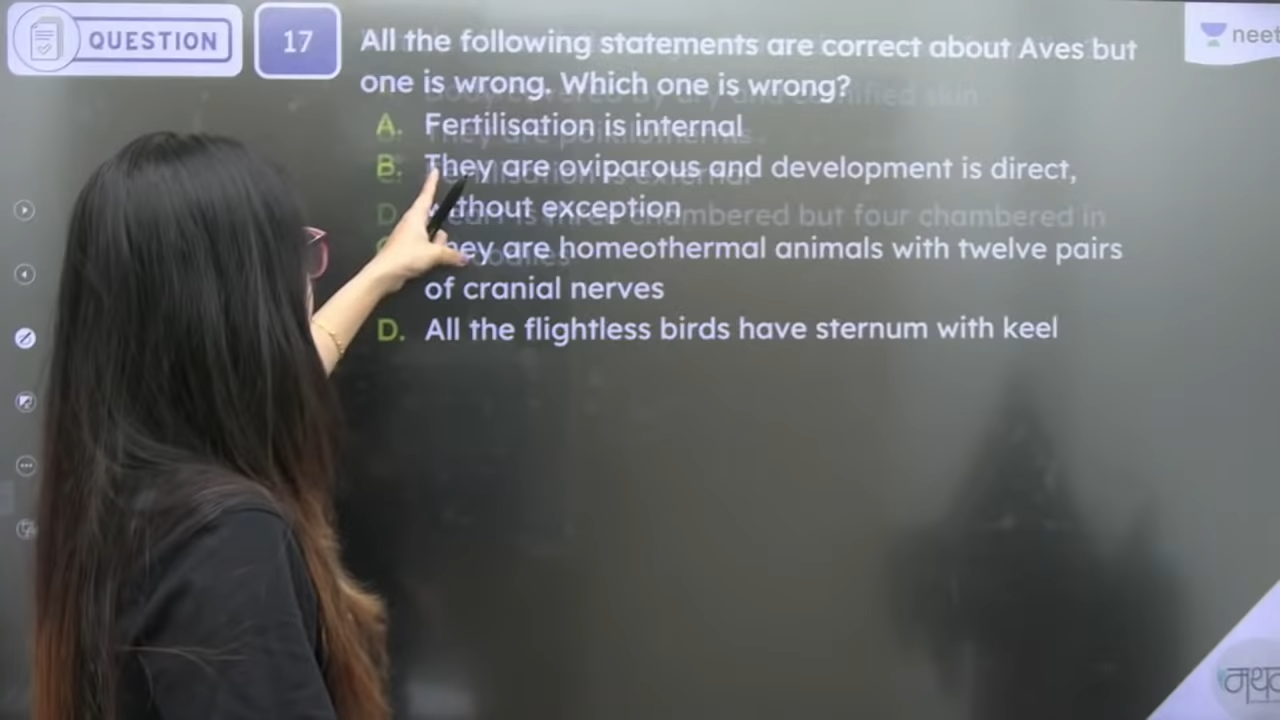 QUESTION
17
All the following statements are correct about Aves but
one is wrong. Which one is wrong?
A. Fertilisation is internal
B. They are oviparous and development is direct,
without exception
They are homeothermal animals with twelve pairs
of cranial nerves
D. All the flightless birds have sternum with keel
neet